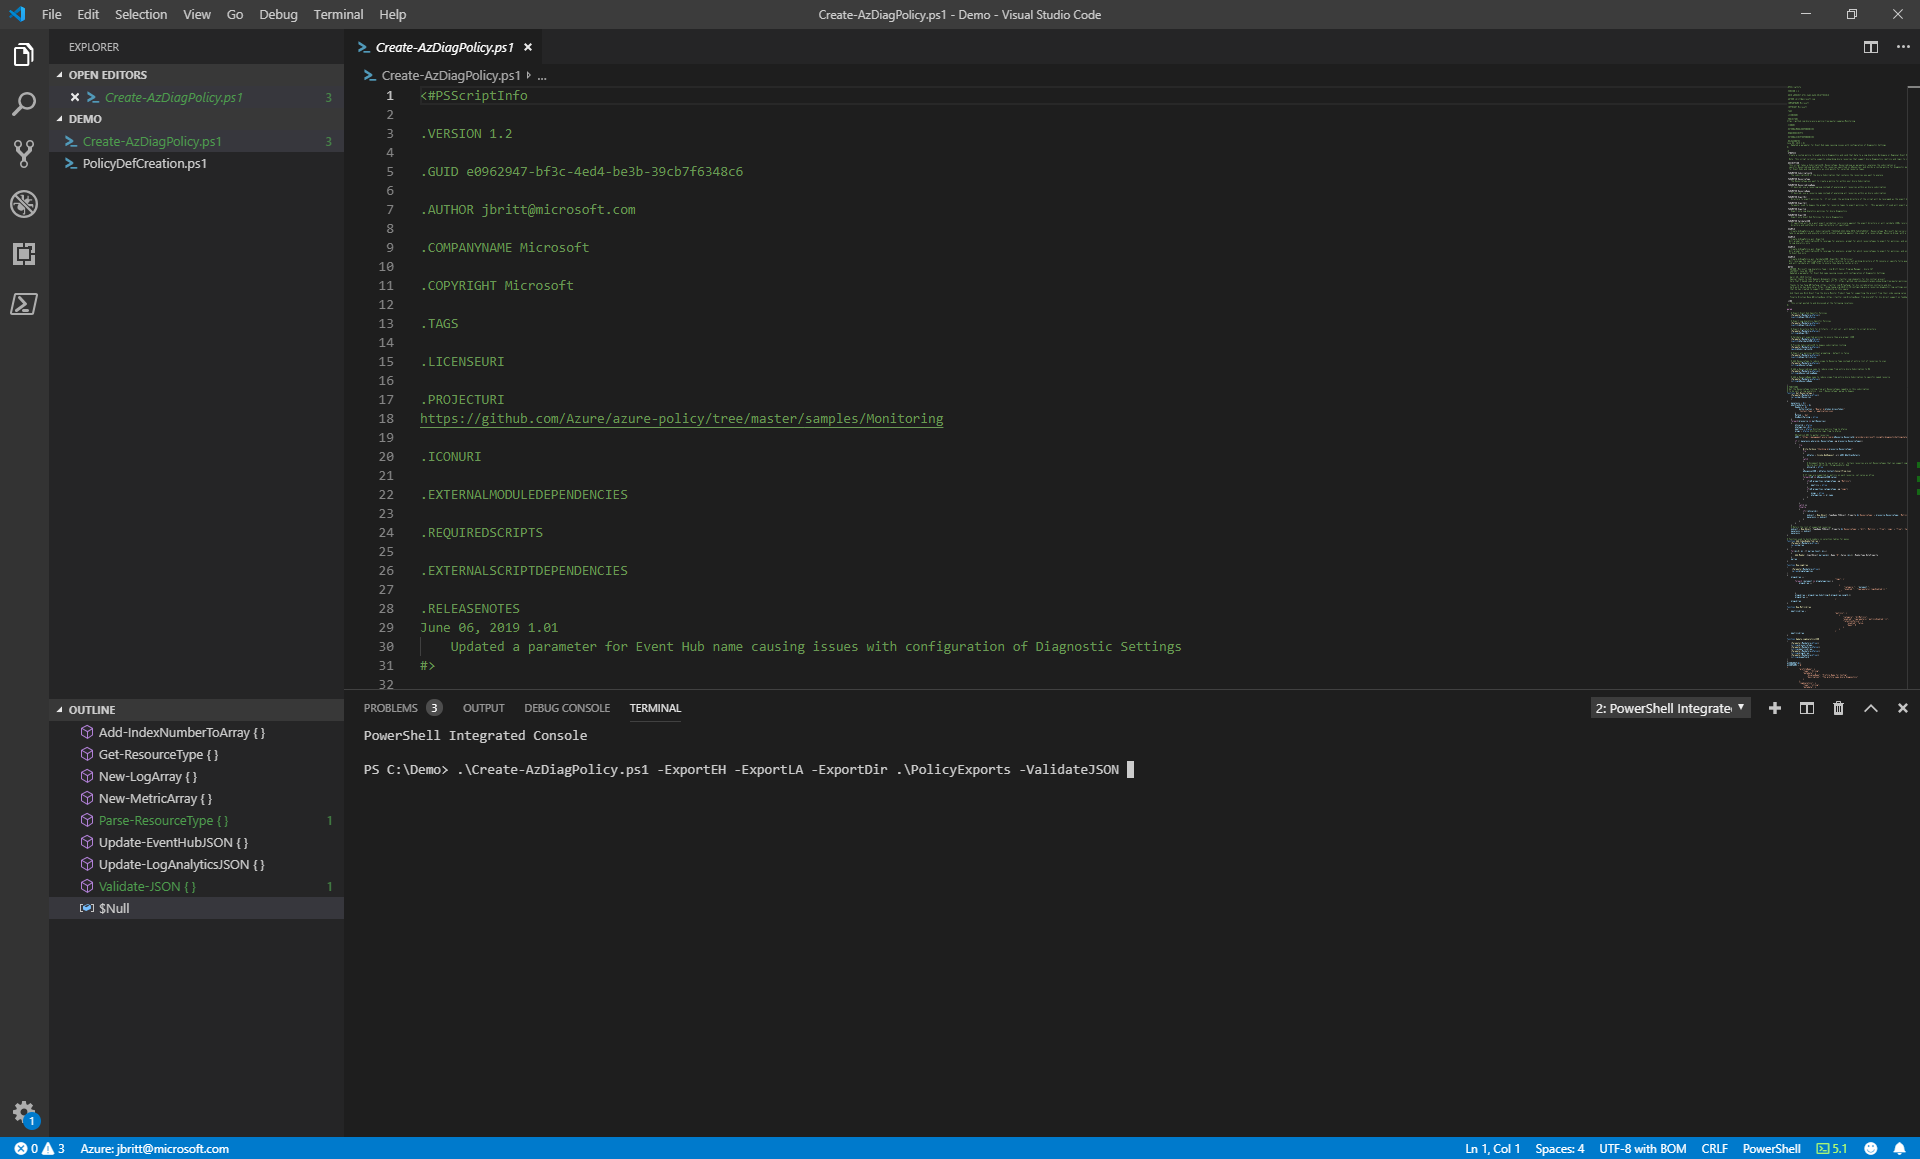 File Edit Selection View Go Debug Terminal Help
Create-AzDiagPolicy.ps1 - Demo - Visual Studio Code
EXPLORER
OPEN EDITORS
Create-AzDiagPolicy.ps1 3
DEMO
Create-AzDiagPolicy.ps1 3
PolicyDefCreation.ps1
OUTLINE
Add-IndexNumberToArray { }
Get-ResourceType { }
New-LogArray { }
New-MetricArray { }
Parse-ResourceType { } 1
Update-EventHubJSON { }
Update-LogAnalyticsJSON { }
Validate-JSON { } 1
$Null
Create-AzDiagPolicy.ps1
Create-AzDiagPolicy.ps1 ...
1 <#PSScriptInfo
2
3 .VERSION 1.2
4
5 .GUID e0962947-bf3c-4ed4-be3b-39cb7f6348c6
6
7 .AUTHOR jbritt@microsoft.com
8
9 .COMPANYNAME Microsoft
10
11 .COPYRIGHT Microsoft
12
13 .TAGS
14
15 .LICENSEURI
16
17 .PROJECTURI
18 https://github.com/Azure/azure-policy/tree/master/samples/Monitoring
19
20 .ICONURI
21
22 .EXTERNALMODULEDEPENDENCIES
23
24 .REQUIREDSCRIPTS
25
26 .EXTERNALSCRIPTDEPENDENCIES
27
28 .RELEASENOTES
29 June 06, 2019 1.01
30 Updated a parameter for Event Hub name causing issues with configuration of Diagnostic Settings
31 #>
32
PROBLEMS 3 OUTPUT DEBUG CONSOLE TERMINAL
2: PowerShell Integrate
PowerShell Integrated Console
PS C:\Demo> .\Create-AzDiagPolicy.ps1 -ExportEH -ExportLA -ExportDir .\PolicyExports -ValidateJSON
1
0 3 Azure: jbritt@microsoft.com
Ln 1, Col 1 Spaces: 4 UTF-8 with BOM CRLF PowerShell 5.1